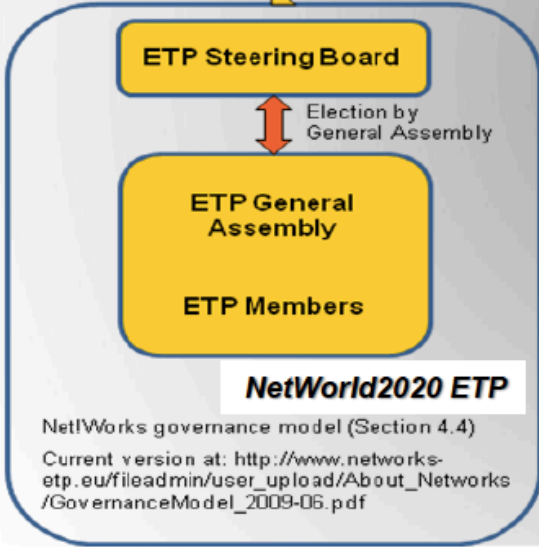 ETP Steering Board
Election by
General Assembly
ETP General
Assembly
ETP Members
NetWorld2020 ETP
Net!Works governance model (Section 4.4)
Current version at: http://www.networks-
etp.eu/fileadmin/user_upload/About_Networks
/GovernanceModel_2009-06.pdf